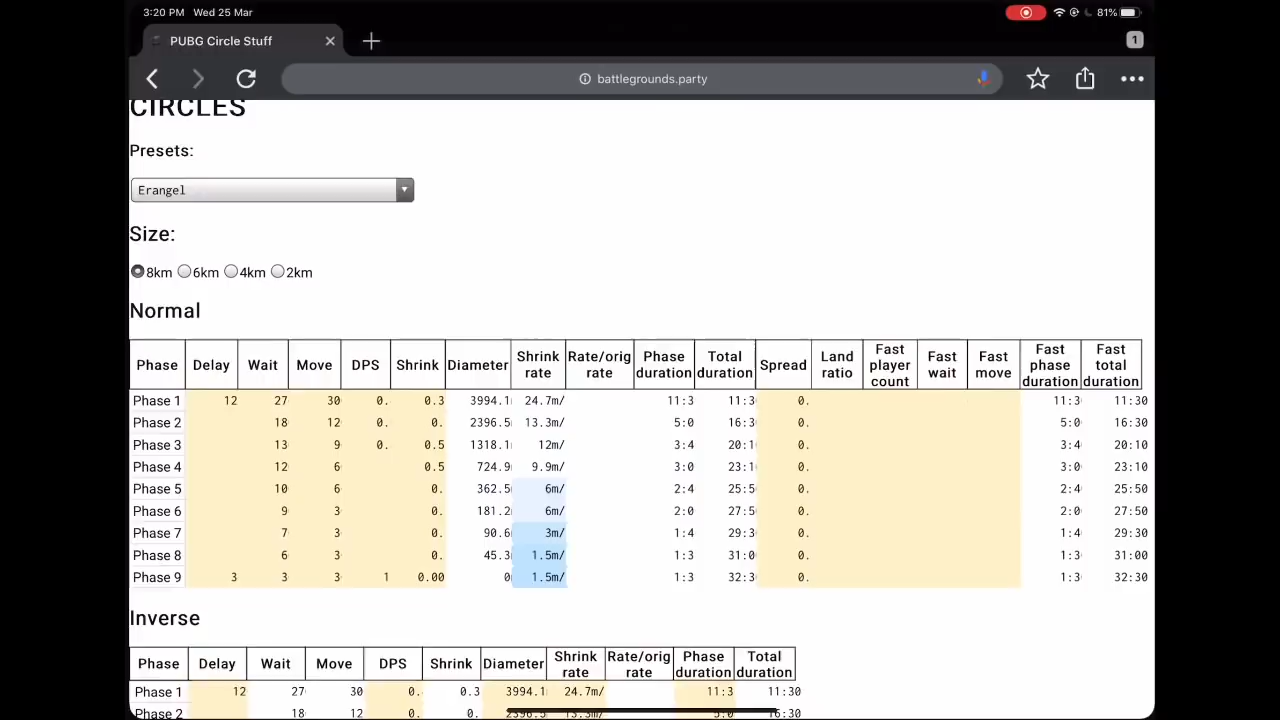 3:20 PM Wed 25 Mar 81%
PUBG Circle Stuff 1
battlegrounds.party
CIRCLES
Presets:
Erangel
Size:
8km 6km 4km 2km
Normal
Phase Delay Wait Move DPS Shrink Diameter Shrink rate Rate/orig rate Phase duration Total duration Spread Land ratio Fast player count Fast wait Fast move Fast phase duration Fast total duration
Phase 1 12 27 30 0. 0.3 3994.1 24.7m/ 11:3 11:3 0. 11:3 11:30
Phase 2 18 12 0. 0. 2396.5 13.3m/ 5:0 16:3 0. 5:0 16:30
Phase 3 13 9 0. 0.5 1318.1 12m/ 3:4 20:1 0. 3:4 20:10
Phase 4 12 6 0.5 724.9 9.9m/ 3:0 23:1 0. 3:0 23:10
Phase 5 10 6 0. 362.5 6m/ 2:4 25:5 0. 2:4 25:50
Phase 6 9 3 0. 181.2 6m/ 2:0 27:5 0. 2:0 27:50
Phase 7 7 3 0. 90.6 3m/ 1:4 29:3 0. 1:4 29:30
Phase 8 6 3 0. 45.3 1.5m/ 1:3 31:0 0. 1:3 31:00
Phase 9 3 3 3 1 0.00 0 1.5m/ 1:3 32:3 0. 1:3 32:30
Inverse
Phase Delay Wait Move DPS Shrink Diameter Shrink rate Rate/orig rate Phase duration Total duration
Phase 1 12 27 30 0. 0.3 3994.1 24.7m/ 11:3 11:30
Phase 2 18 12 0. 0. 2396.5 13.3m/ 5:0 16:30